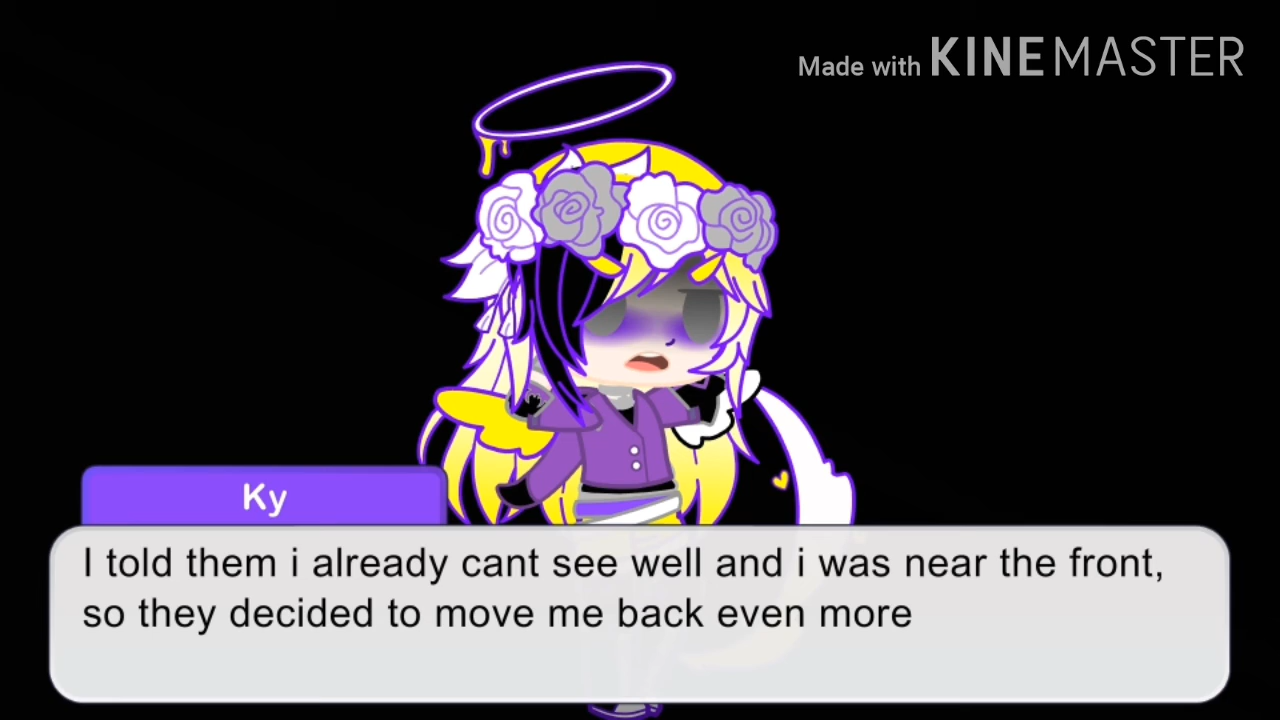 Made with KINEMASTER
Ky
I told them i already cant see well and i was near the front,
so they decided to move me back even more